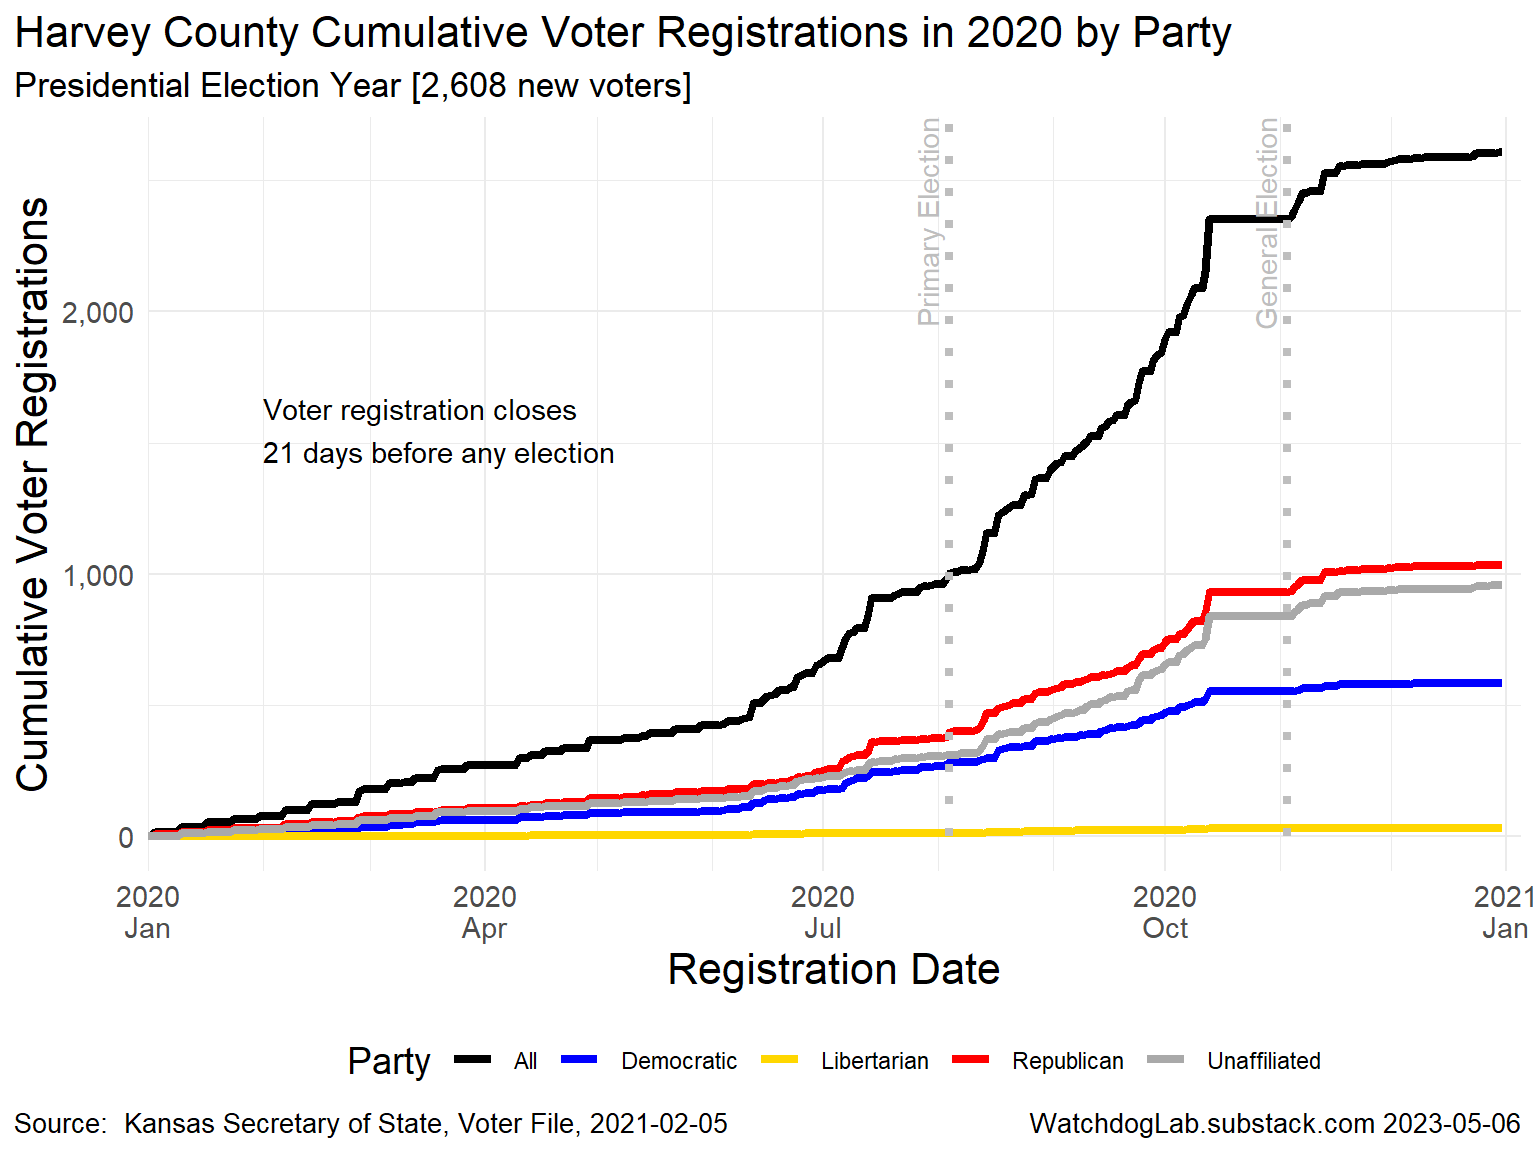 Harvey County Cumulative Voter Registrations in 2020 by Party
Presidential Election Year [2,608 new voters]
Cumulative Voter Registrations
2,000
1,000
0
Primary Election
General Election
Voter registration closes
21 days before any election
2020 2020 2020 2020 2021
Jan Apr Jul Oct Jan
Registration Date
Party All Democratic Libertarian Republican Unaffiliated
Source:  Kansas Secretary of State, Voter File, 2021-02-05
WatchdogLab.substack.com 2023-05-06